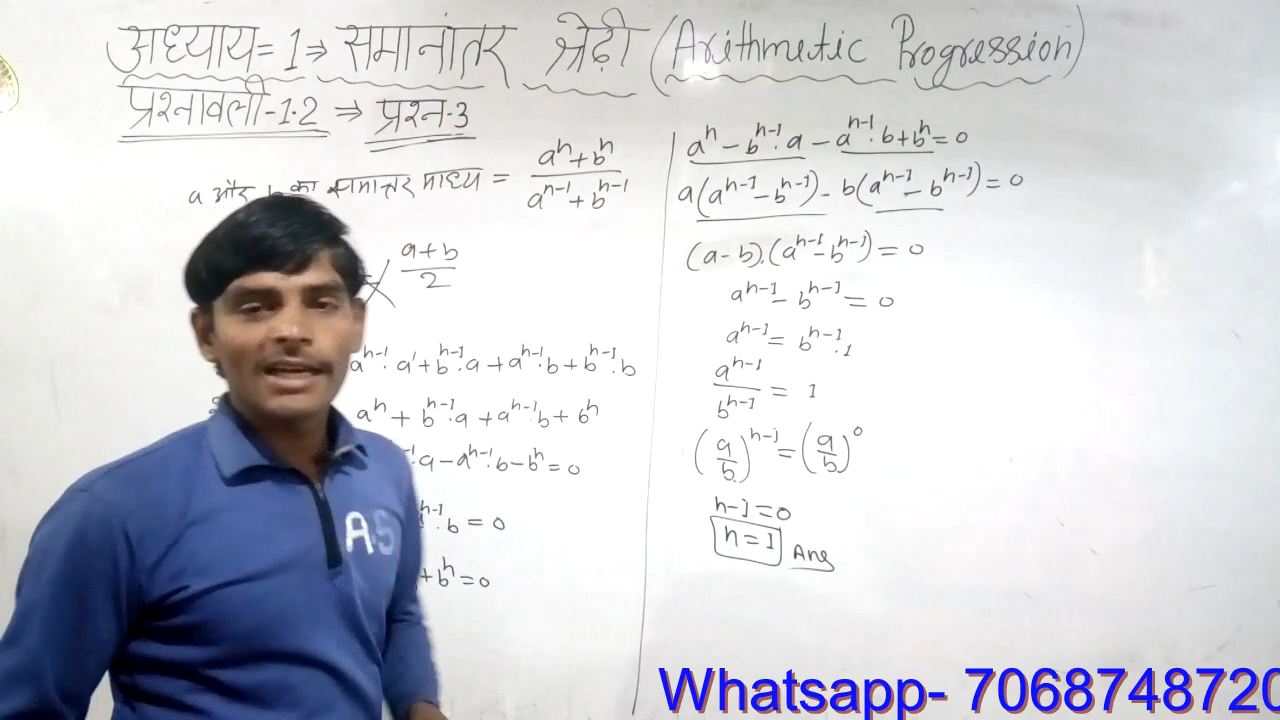 अध्याय= 1 ⇒ समानांतर श्रेढ़ी (Arithmetic Progression)
प्रश्नावली-1.2 ⇒ प्रश्न-3
a और b का समान्तर माध्य = (aⁿ+bⁿ)/(aⁿ⁻¹+bⁿ⁻¹)
(a+b)/2
aⁿ⁻¹·a¹+bⁿ⁻¹·a+aⁿ⁻¹·b+bⁿ⁻¹·b
aⁿ+bⁿ⁻¹·a+aⁿ⁻¹·b+bⁿ
a-aⁿ⁻¹·b-bⁿ=0
ⁿ⁻¹·b=0
+bⁿ=0
aⁿ-bⁿ⁻¹·a-aⁿ⁻¹·b+bⁿ=0
a(aⁿ⁻¹-bⁿ⁻¹)-b(aⁿ⁻¹-bⁿ⁻¹)=0
(a-b).(aⁿ⁻¹-bⁿ⁻¹)=0
aⁿ⁻¹-bⁿ⁻¹=0
aⁿ⁻¹=bⁿ⁻¹.1
aⁿ⁻¹/bⁿ⁻¹=1
(a/b)ⁿ⁻¹=(a/b)⁰
n-1=0
n=1 Ans
AS
Whatsapp- 7068748720